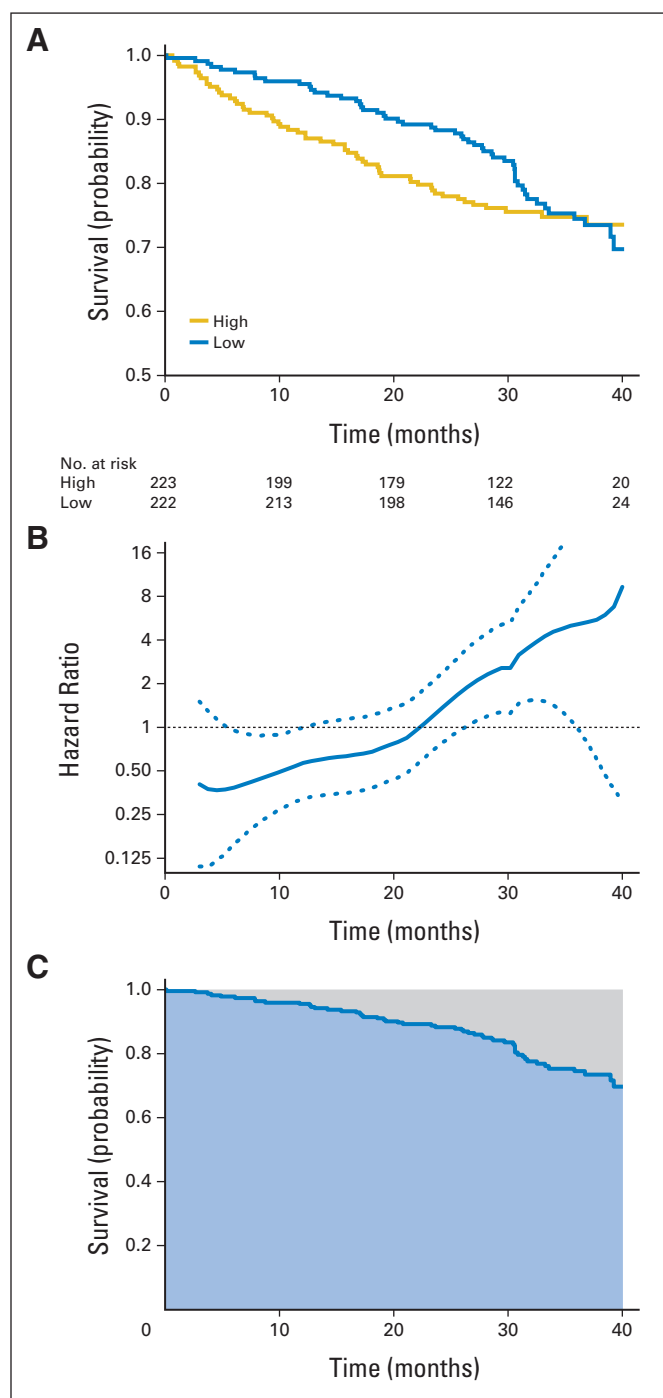 A
1.0
0.9
0.8
0.7
0.6
0.5
Survival (probability)
High
Low
0 10 20 30 40
Time (months)
No. at risk
High 223 199 179 122 20
Low 222 213 198 146 24
B
16
8
4
2
1
0.50
0.25
0.125
Hazard Ratio
0 10 20 30 40
Time (months)
C
1.0
0.8
0.6
0.4
0.2
Survival (probability)
0 10 20 30 40
Time (months)